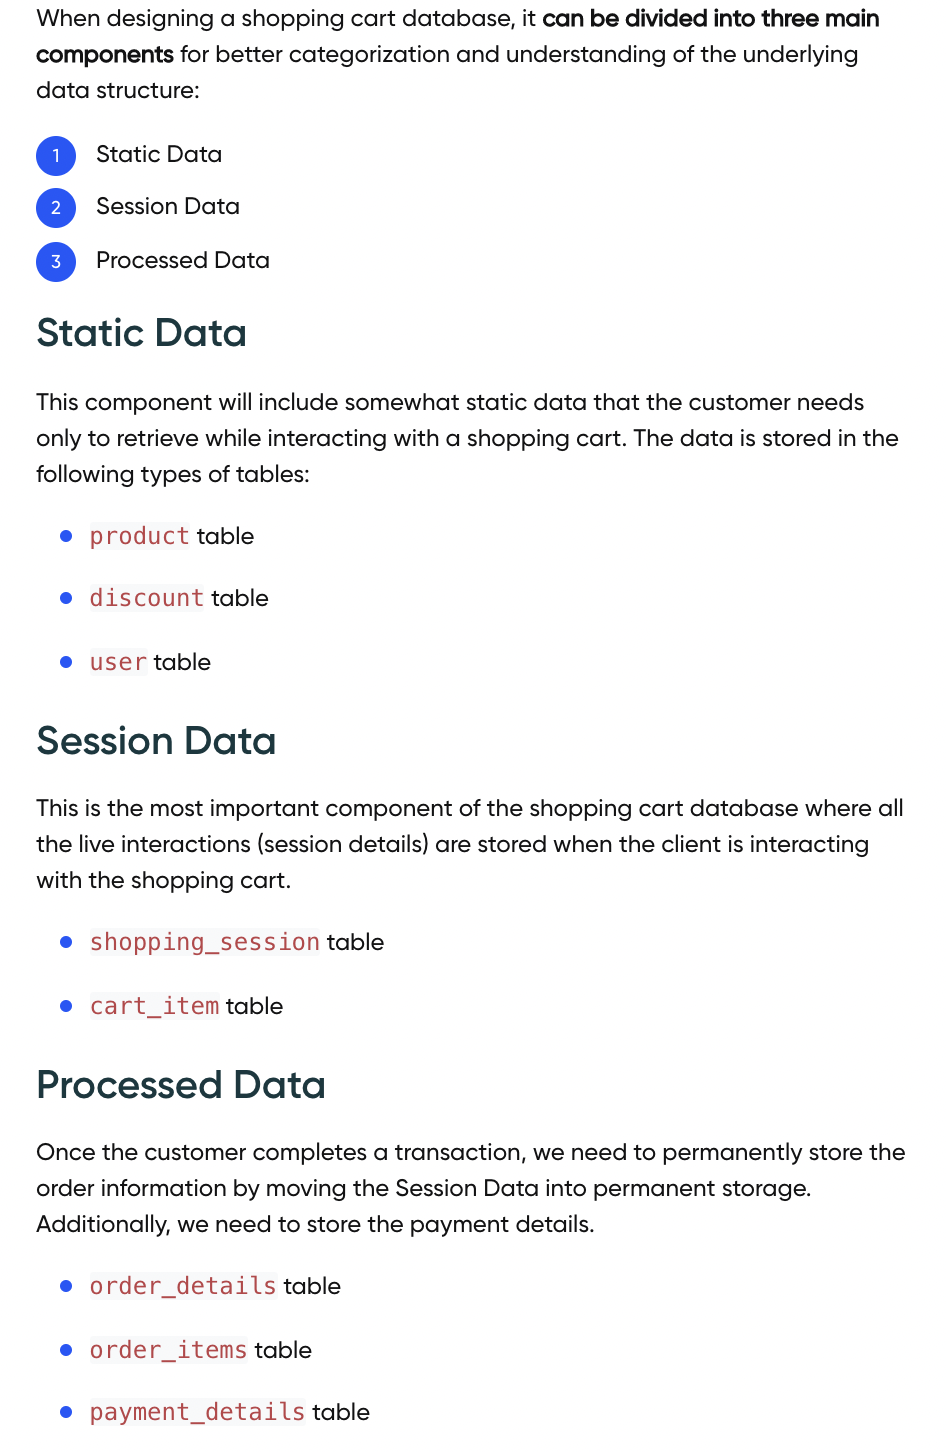 When designing a shopping cart database, it can be divided into three main
components for better categorization and understanding of the underlying
data structure:
1 Static Data
2 Session Data
3 Processed Data
Static Data
This component will include somewhat static data that the customer needs
only to retrieve while interacting with a shopping cart. The data is stored in the
following types of tables:
product table
discount table
user table
Session Data
This is the most important component of the shopping cart database where all
the live interactions (session details) are stored when the client is interacting
with the shopping cart.
shopping_session table
cart_item table
Processed Data
Once the customer completes a transaction, we need to permanently store the
order information by moving the Session Data into permanent storage.
Additionally, we need to store the payment details.
order_details table
order_items table
payment_details table